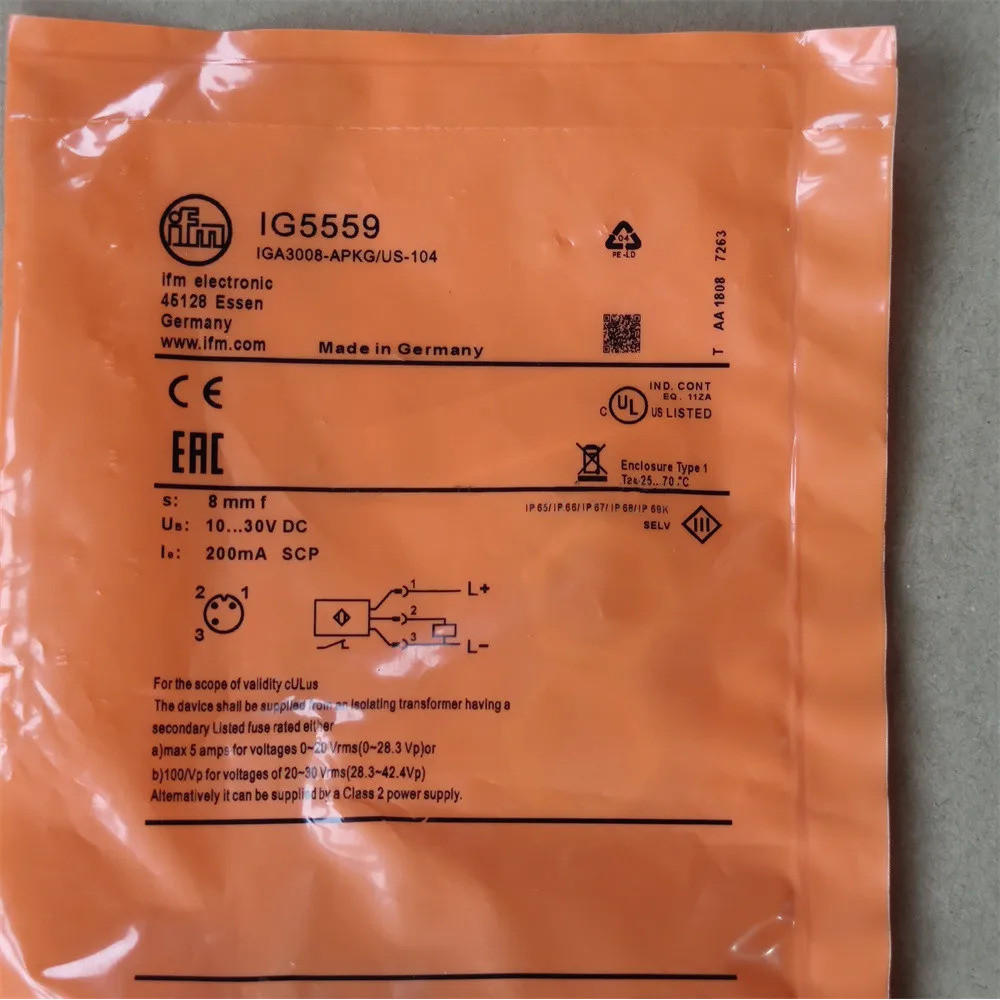 ifm
IG5559
IGA3008-APKG/US-104
ifm electronic
45128 Essen
Germany
www.ifm.com
Made in Germany
04
PE-LD
T AA 1808 7263
CE
IND. CONT
EQ. 11ZA
C UL US LISTED
EAC
Enclosure Type 1
Ta: -25.. 70 °C
s: 8 mm f
UB: 10...30V DC
Ie: 200mA SCP
IP 65/ IP 66/ IP 67/ IP 68/IP 69K
SELV III
2 1
3
1 L+
2
3 L-
For the scope of validity cULus
The device shall be supplied from an isolating transformer having a
secondary Listed fuse rated either
a)max 5 amps for voltages 0~20 Vrms(0~28.3 Vp)or
b)100/Vp for voltages of 20~30 Vrms(28.3~42.4Vp)
Alternatively it can be supplied by a Class 2 power supply.